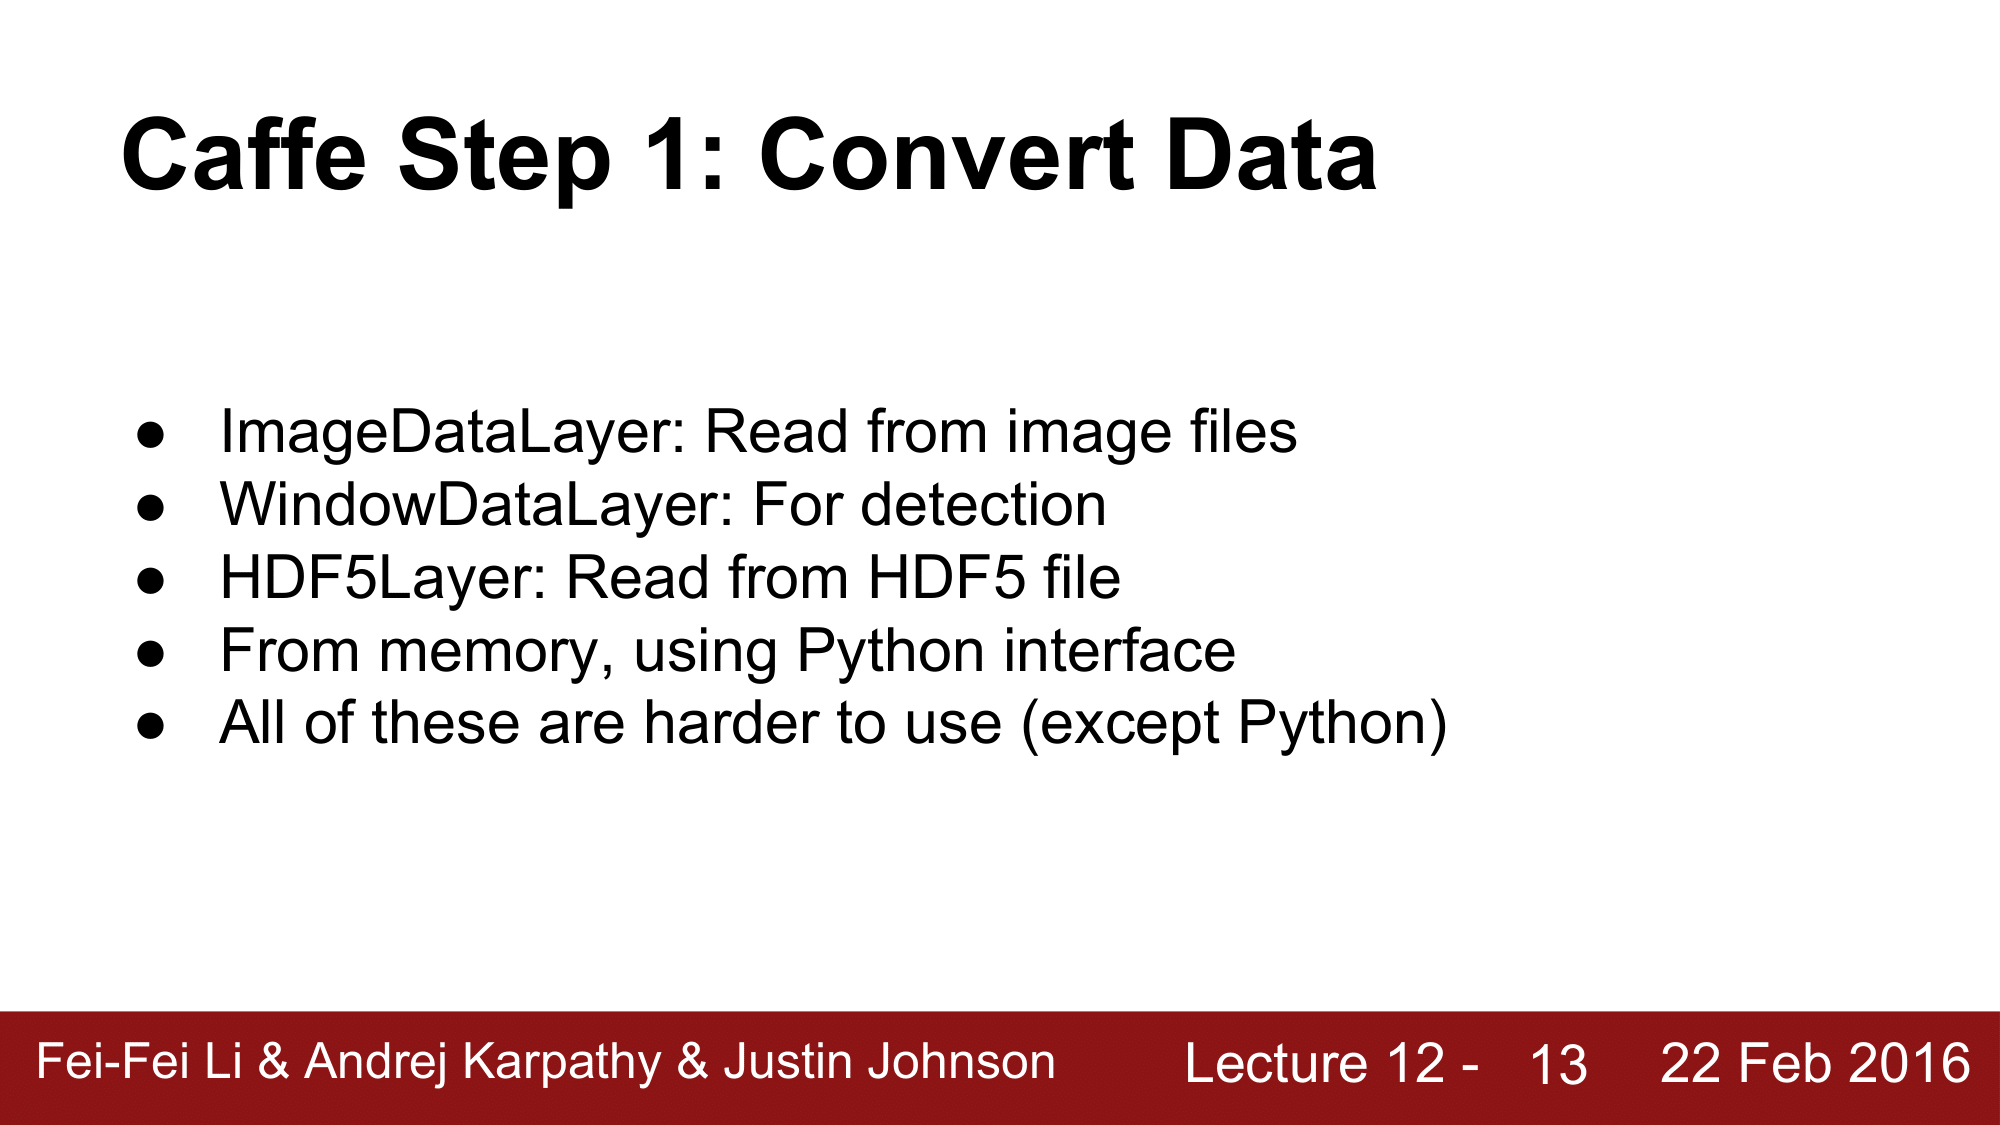 Caffe Step 1: Convert Data
● ImageDataLayer: Read from image files
● WindowDataLayer: For detection
● HDF5Layer: Read from HDF5 file
● From memory, using Python interface
● All of these are harder to use (except Python)
Fei-Fei Li & Andrej Karpathy & Justin Johnson Lecture 12 - 13 22 Feb 2016